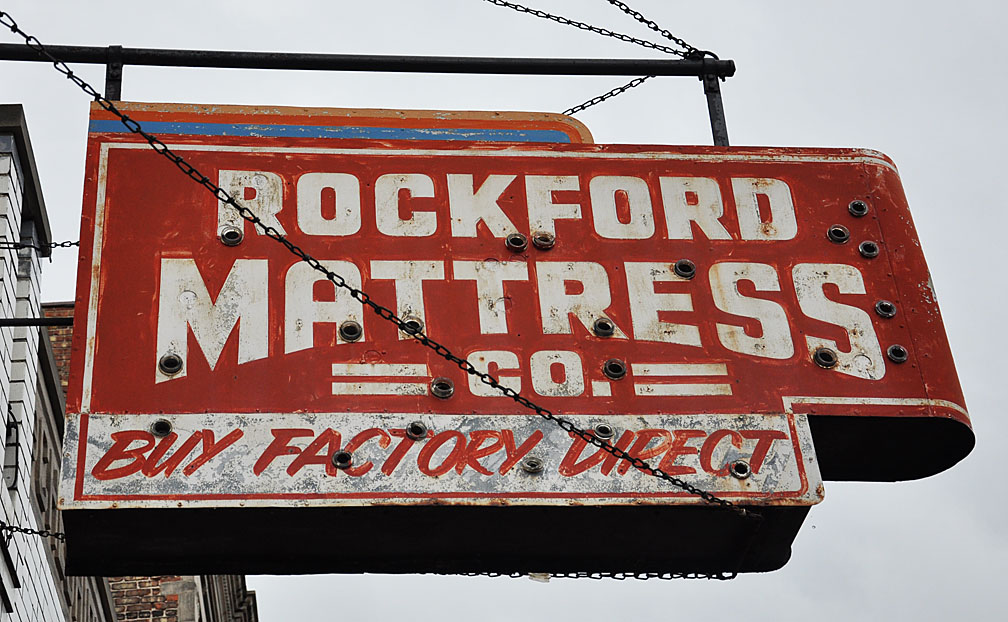 ROCKFORD
MATTRESS
CO.
BUY FACTORY DIRECT